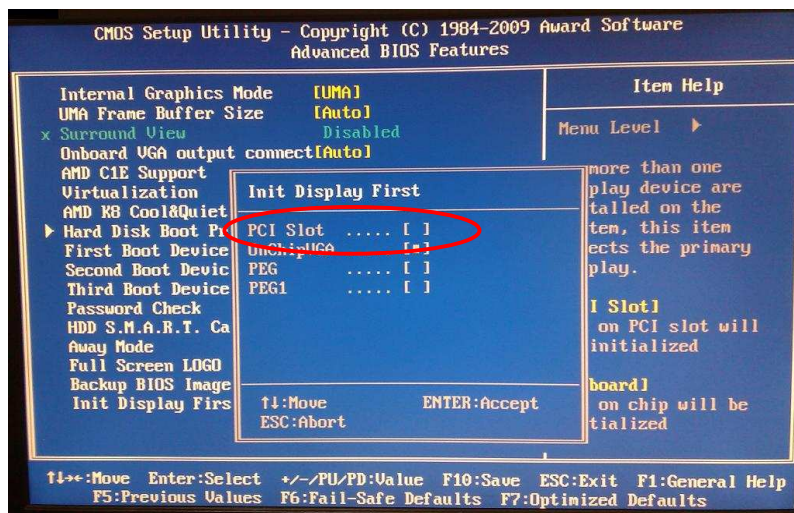 CMOS Setup Utility - Copyright (C) 1984-2009 Award Software
Advanced BIOS Features
Internal Graphics Mode [UMA]
UMA Frame Buffer Size [Auto]
x Surround View Disabled
Onboard VGA output connect[Auto]
AMD C1E Support
Virtualization
AMD K8 Cool&Quiet
Hard Disk Boot Pr
First Boot Device
Second Boot Devic
Third Boot Device
Password Check
HDD S.M.A.R.T. Ca
Away Mode
Full Screen LOGO
Backup BIOS Image
Init Display Firs
Init Display First
PCI Slot ..... [ ]
OnChipVGA ..... [■]
PEG ..... [ ]
PEG1 ..... [ ]
↑↓:Move ENTER:Accept
ESC:Abort
Item Help
Menu Level ▶
more than one
play device are
talled on the
tem, this item
ects the primary
play.
I Slot]
on PCI slot will
initialized
board]
on chip will be
tialized
↑↓→←:Move Enter:Select +/-/PU/PD:Value F10:Save ESC:Exit F1:General Help
F5:Previous Values F6:Fail-Safe Defaults F7:Optimized Defaults